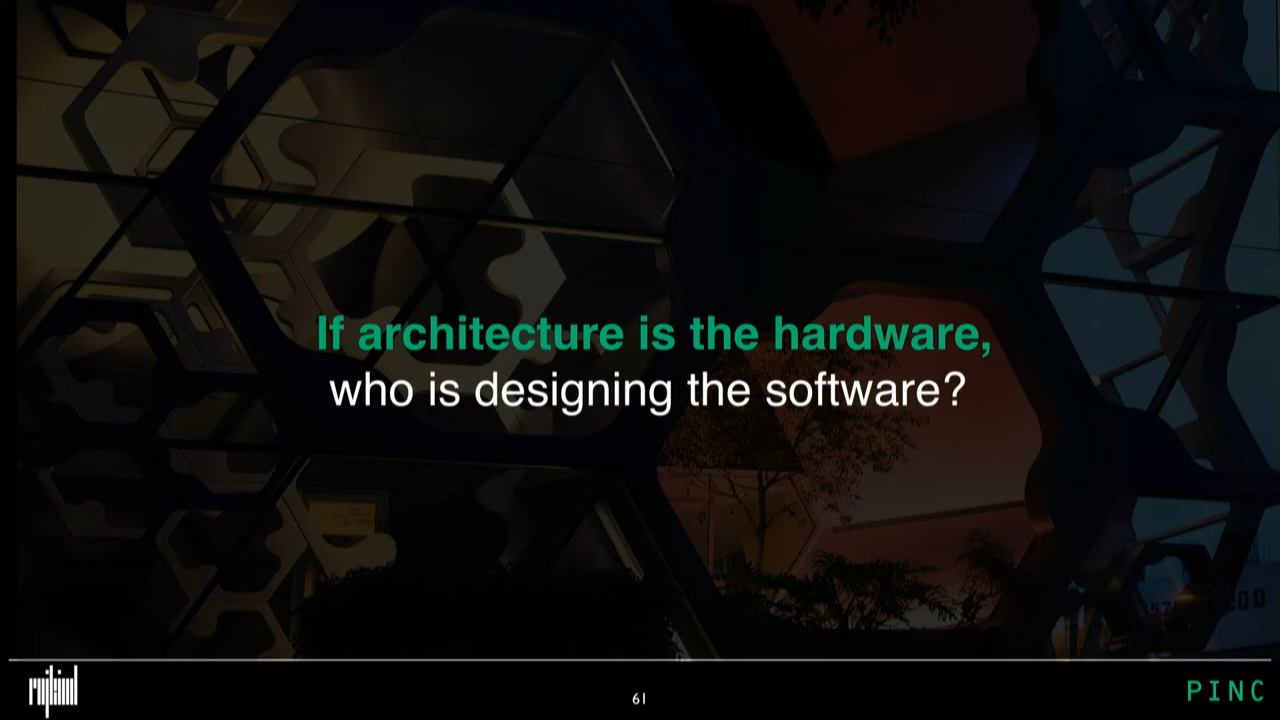 If architecture is the hardware,
who is designing the software?
61
PINC